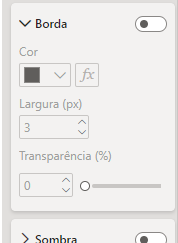 Borda
Cor
fx
Largura (px)
3
Transparência (%)
0
Sombra